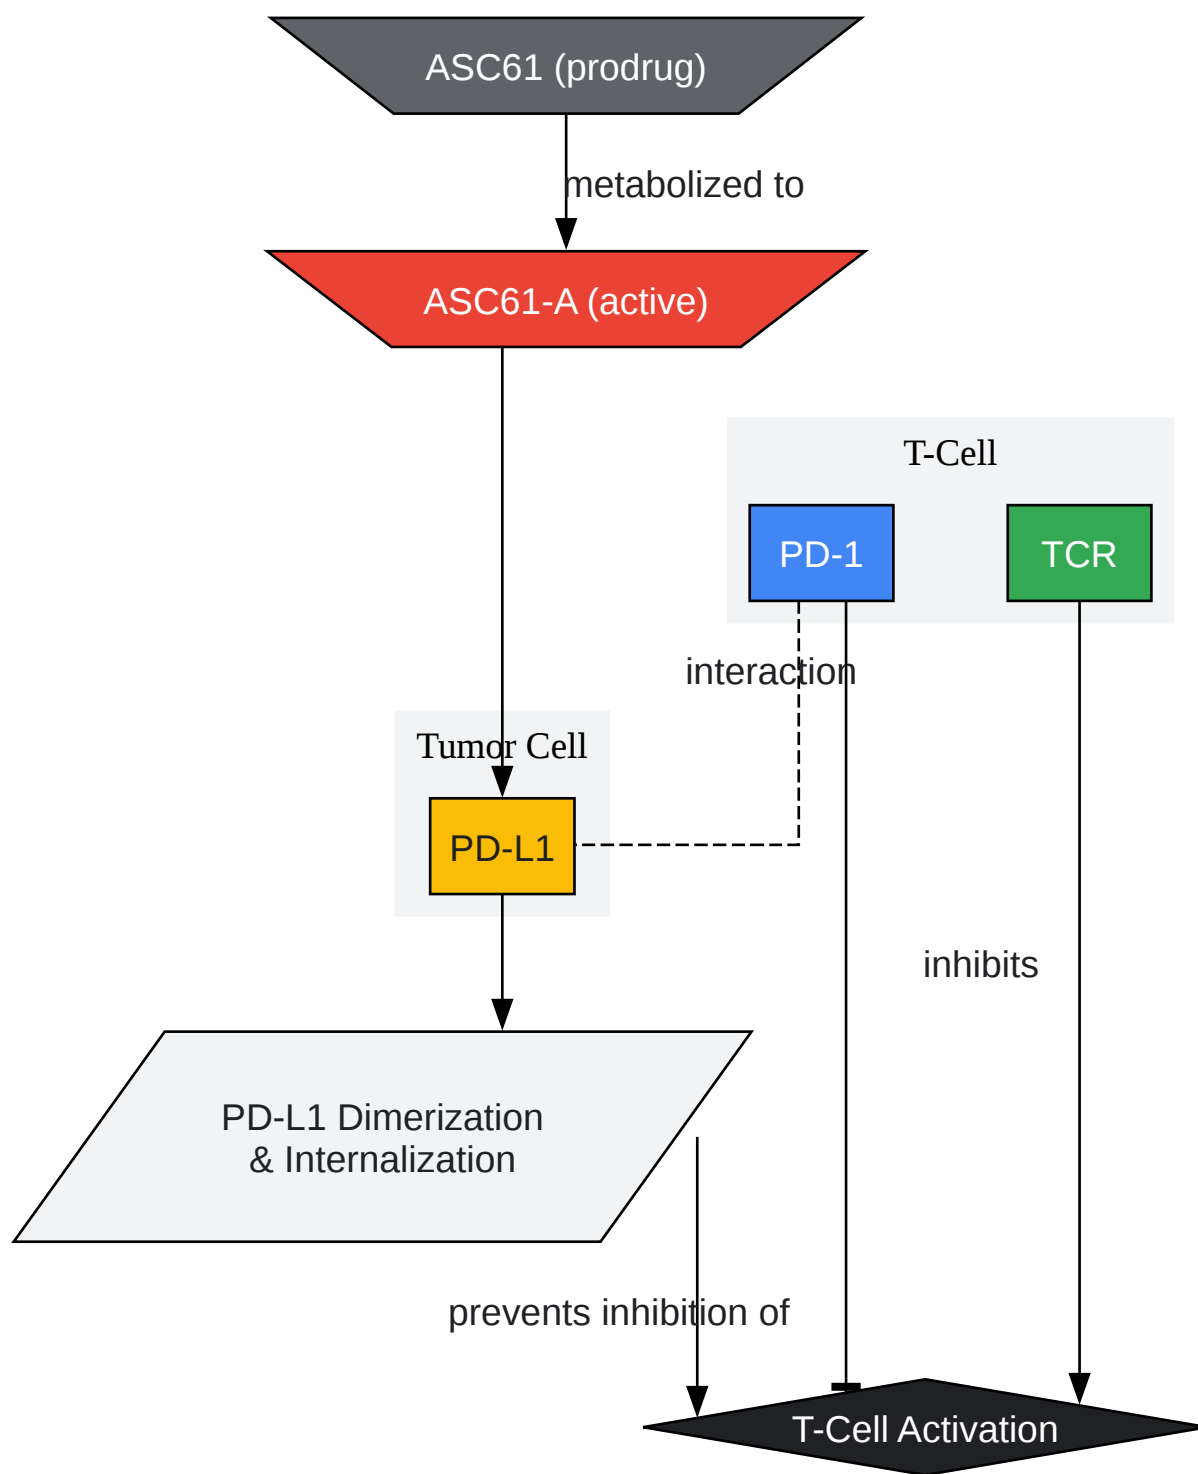 ASC61 (prodrug)
metabolized to
ASC61-A (active)
T-Cell
PD-1
TCR
interaction
Tumor Cell
PD-L1
inhibits
PD-L1 Dimerization
& Internalization
prevents inhibition of
T-Cell Activation